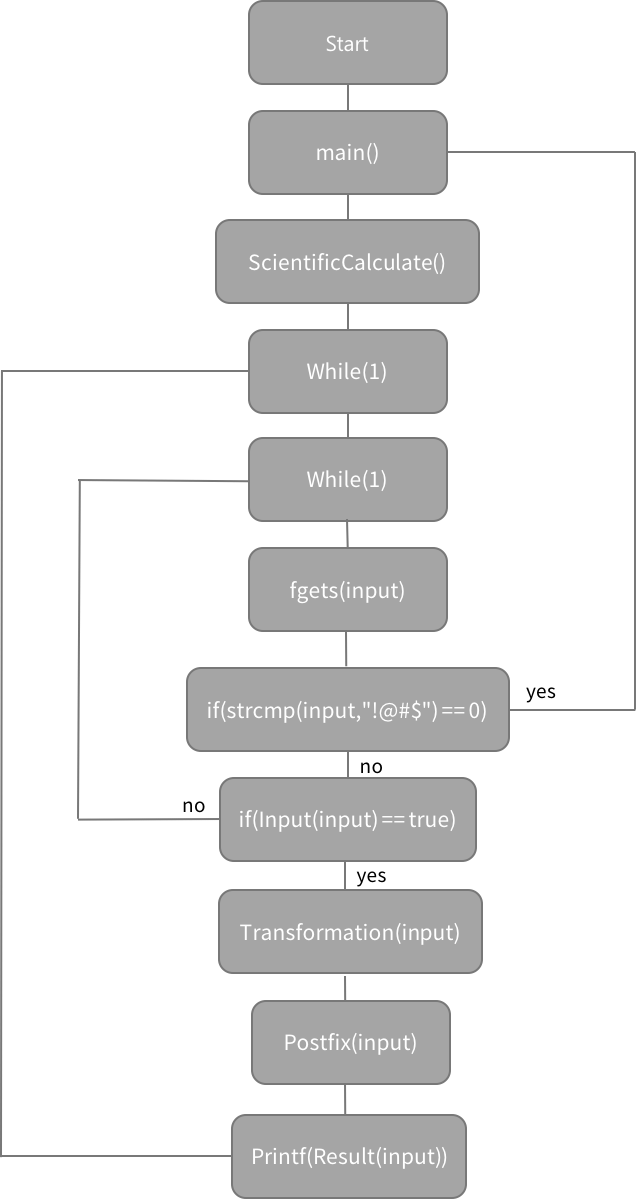 Start
main()
ScientificCalculate()
While(1)
While(1)
fgets(input)
if(strcmp(input,"!@#$")==0)
yes
no
if(Input(input)==true)
no
yes
Transformation(input)
Postfix(input)
Printf(Result(input))